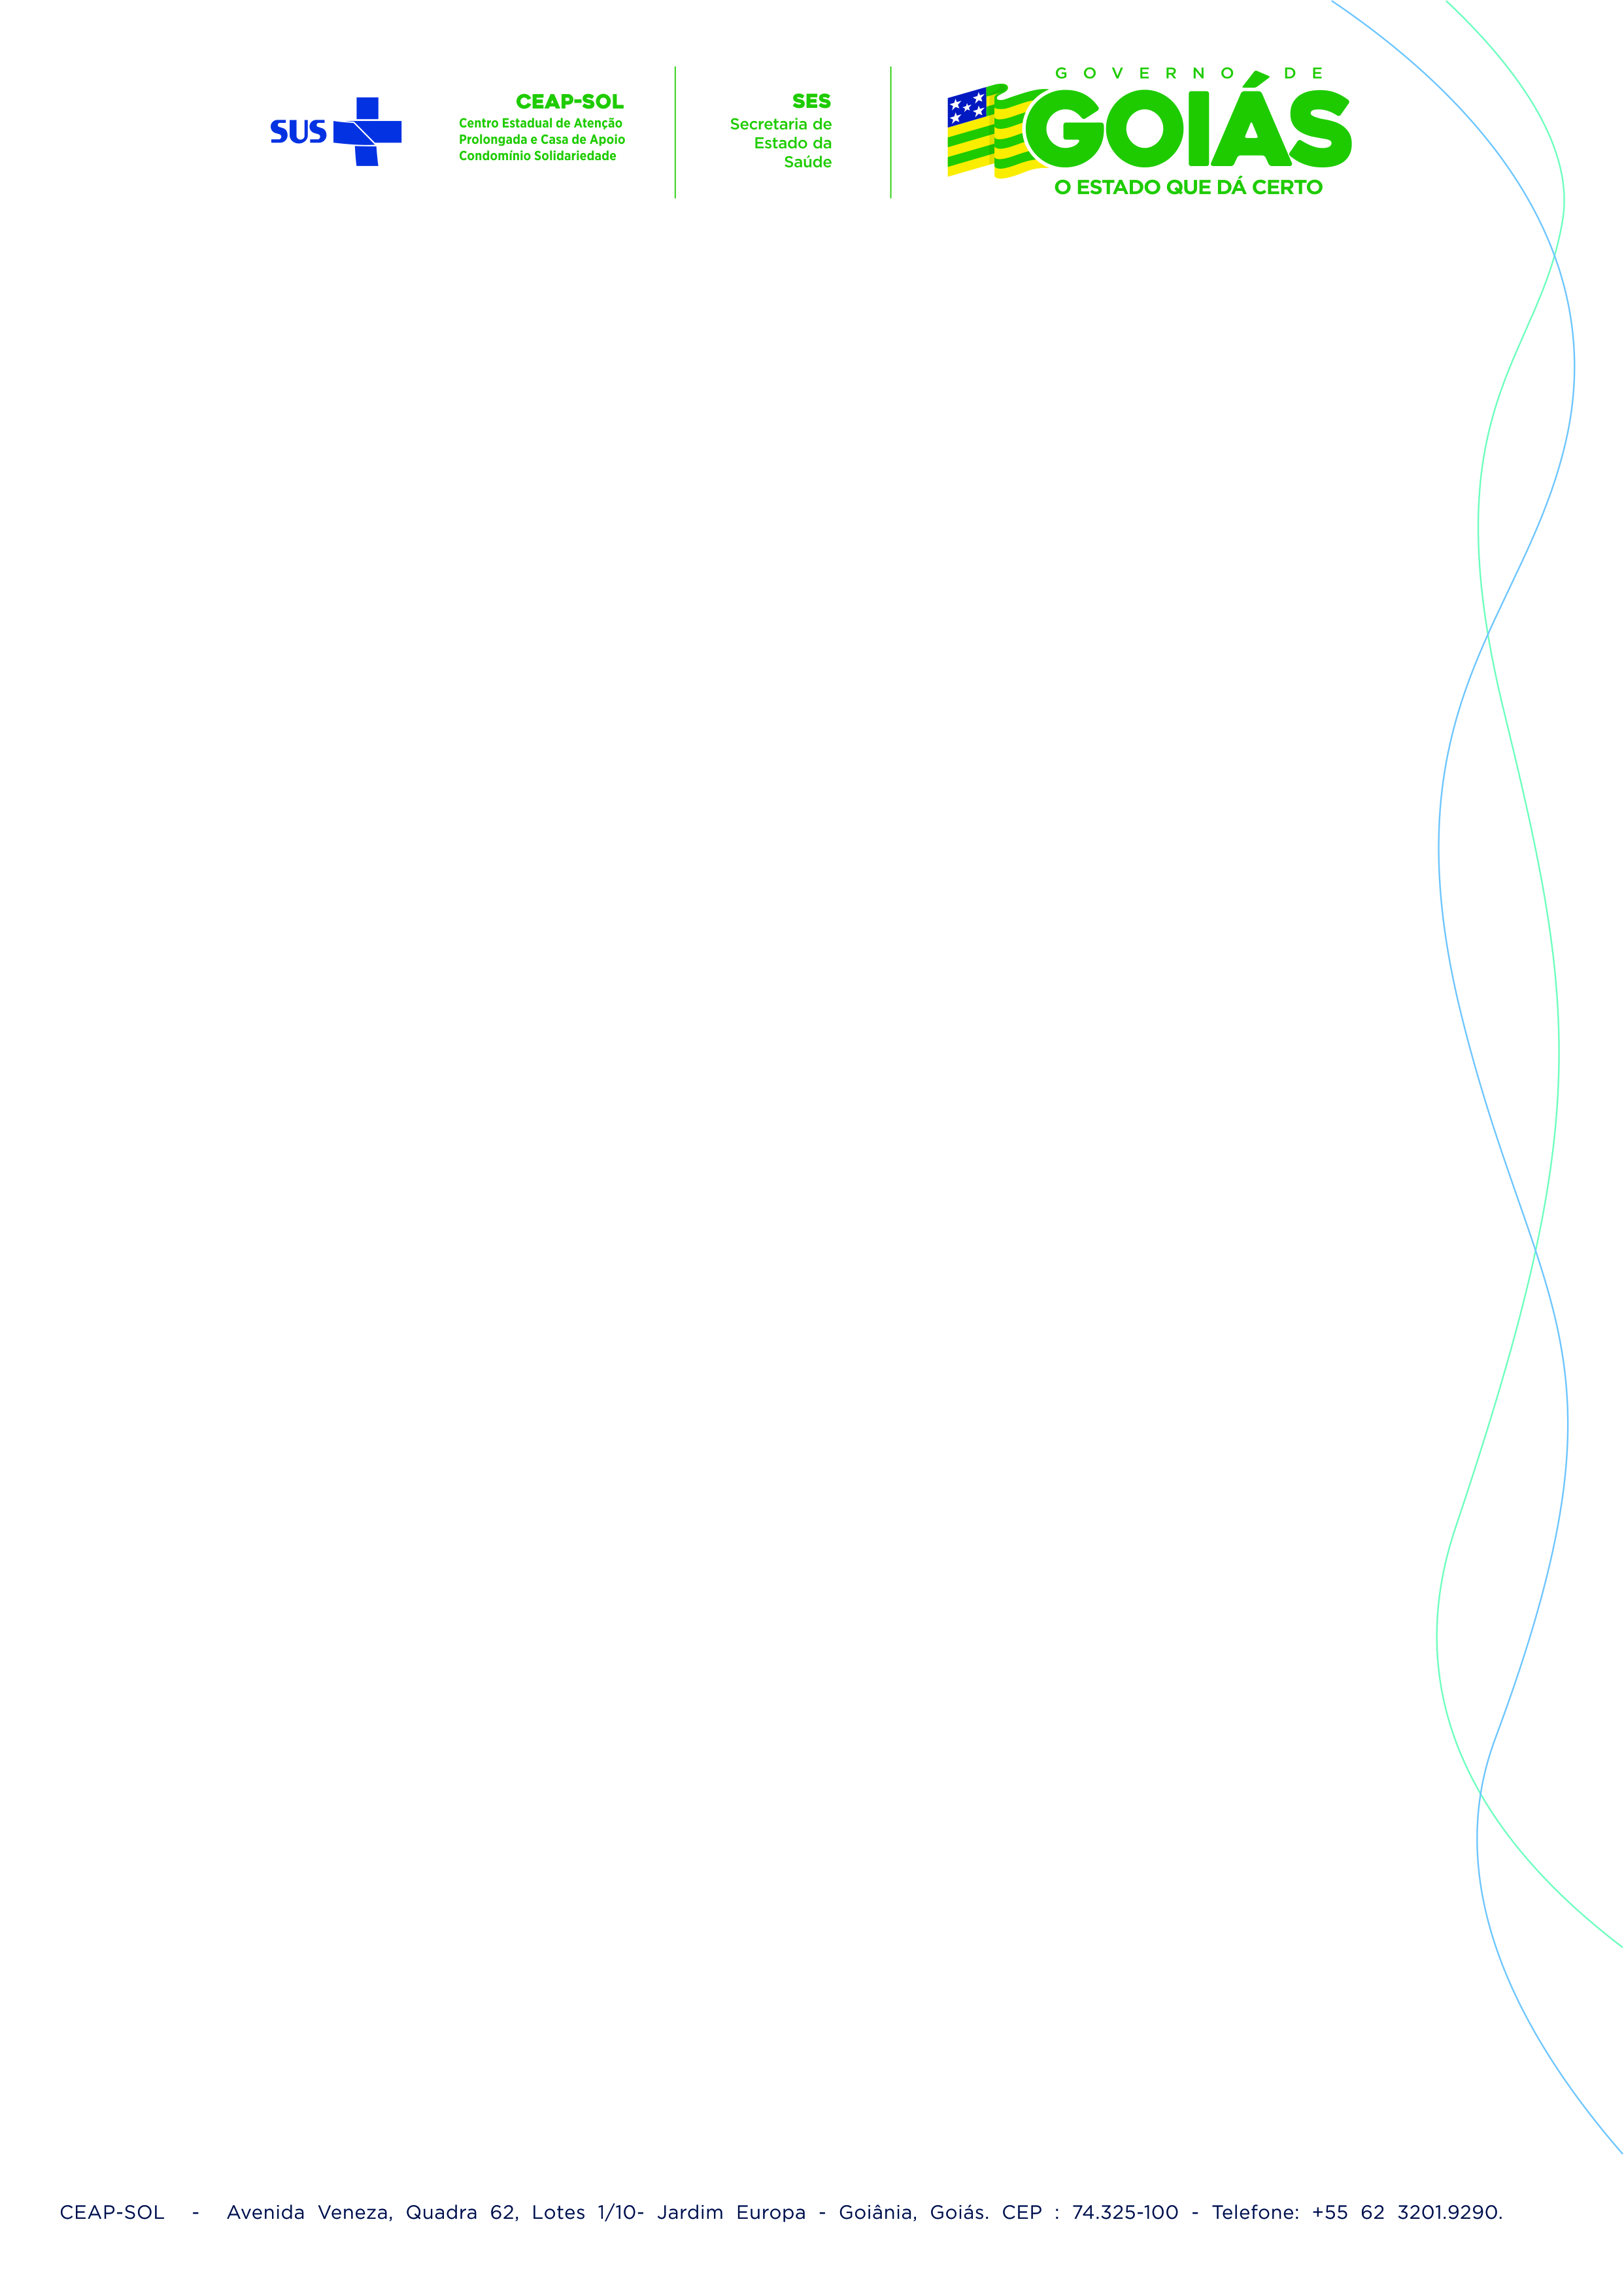 SUS
CEAP-SOL
Centro Estadual de Atenção
Prolongada e Casa de Apoio
Condomínio Solidariedade
SES
Secretaria de
Estado da
Saúde
GOVERNO DE
GOIÁS
O ESTADO QUE DÁ CERTO
CEAP-SOL - Avenida Veneza, Quadra 62, Lotes 1/10- Jardim Europa - Goiânia, Goiás. CEP : 74.325-100 - Telefone: +55 62 3201.9290.